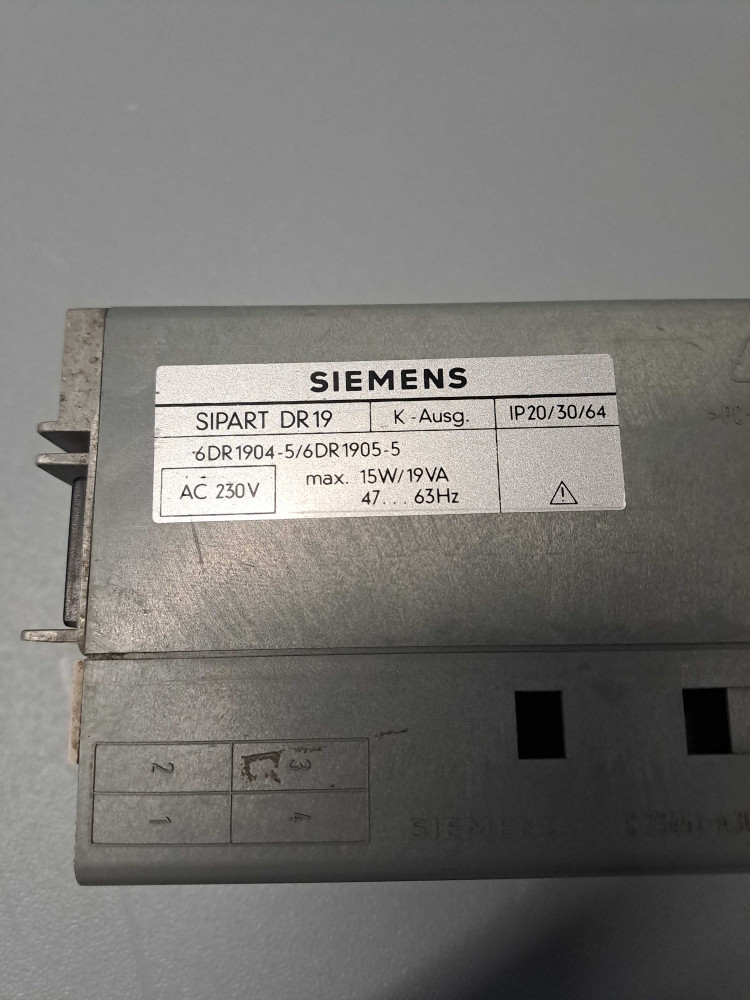 SIEMENS
SIPART DR19 K-Ausg. IP20/30/64
6DR1904-5/6DR1905-5
AC 230V max. 15W/19VA
47...63Hz
2 3
1 4
SIEMENS